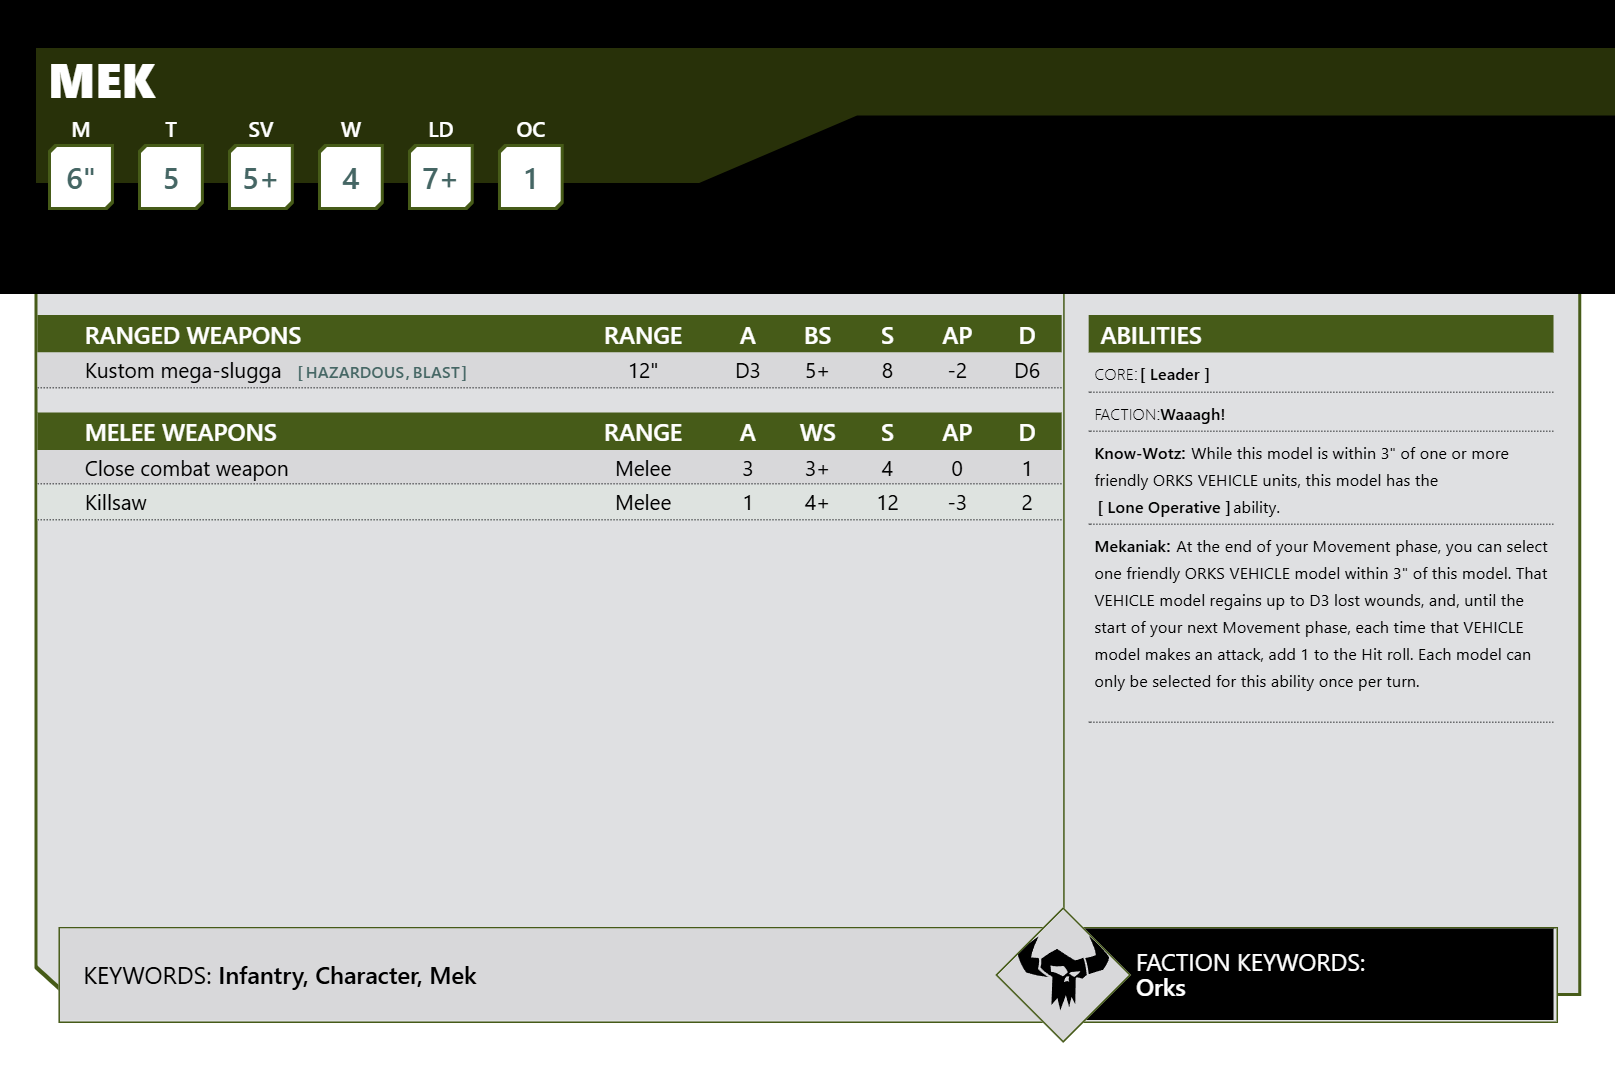 MEK
M T SV W LD OC
6" 5 5+ 4 7+ 1
RANGED WEAPONS RANGE A BS S AP D
Kustom mega-slugga [HAZARDOUS, BLAST] 12" D3 5+ 8 -2 D6
MELEE WEAPONS RANGE A WS S AP D
Close combat weapon Melee 3 3+ 4 0 1
Killsaw Melee 1 4+ 12 -3 2
ABILITIES
CORE: [ Leader ]
FACTION: Waaagh!
Know-Wotz: While this model is within 3" of one or more
friendly ORKS VEHICLE units, this model has the
[ Lone Operative ] ability.
Mekaniak: At the end of your Movement phase, you can select
one friendly ORKS VEHICLE model within 3" of this model. That
VEHICLE model regains up to D3 lost wounds, and, until the
start of your next Movement phase, each time that VEHICLE
model makes an attack, add 1 to the Hit roll. Each model can
only be selected for this ability once per turn.
KEYWORDS: Infantry, Character, Mek
FACTION KEYWORDS:
Orks